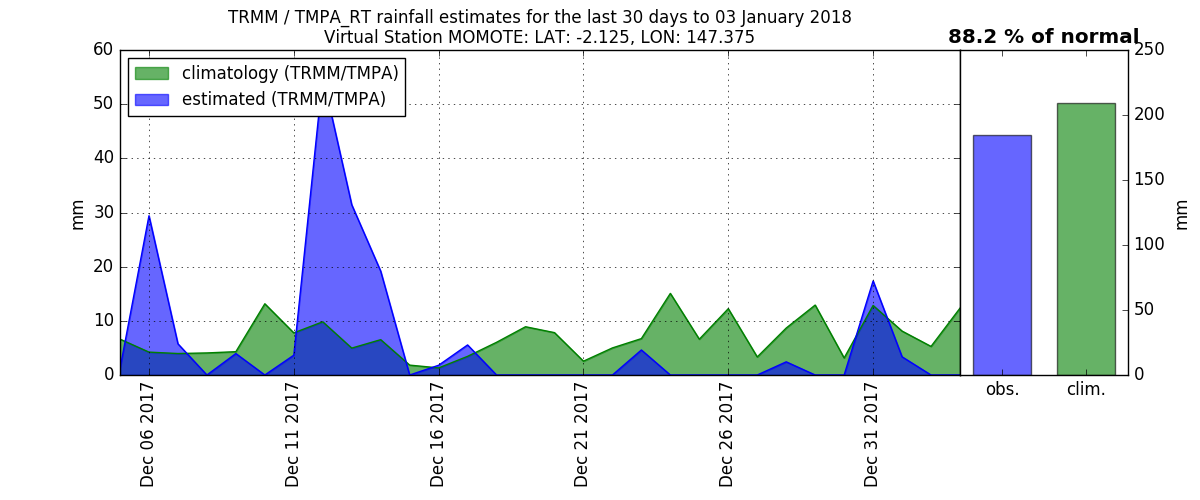 TRMM / TMPA_RT rainfall estimates for the last 30 days to 03 January 2018
Virtual Station MOMOTE: LAT: -2.125, LON: 147.375
88.2 % of normal
climatology (TRMM/TMPA)
estimated (TRMM/TMPA)
60
50
40
30
20
10
0
mm
Dec 06 2017
Dec 11 2017
Dec 16 2017
Dec 21 2017
Dec 26 2017
Dec 31 2017
250
200
150
100
50
0
mm
obs.
clim.